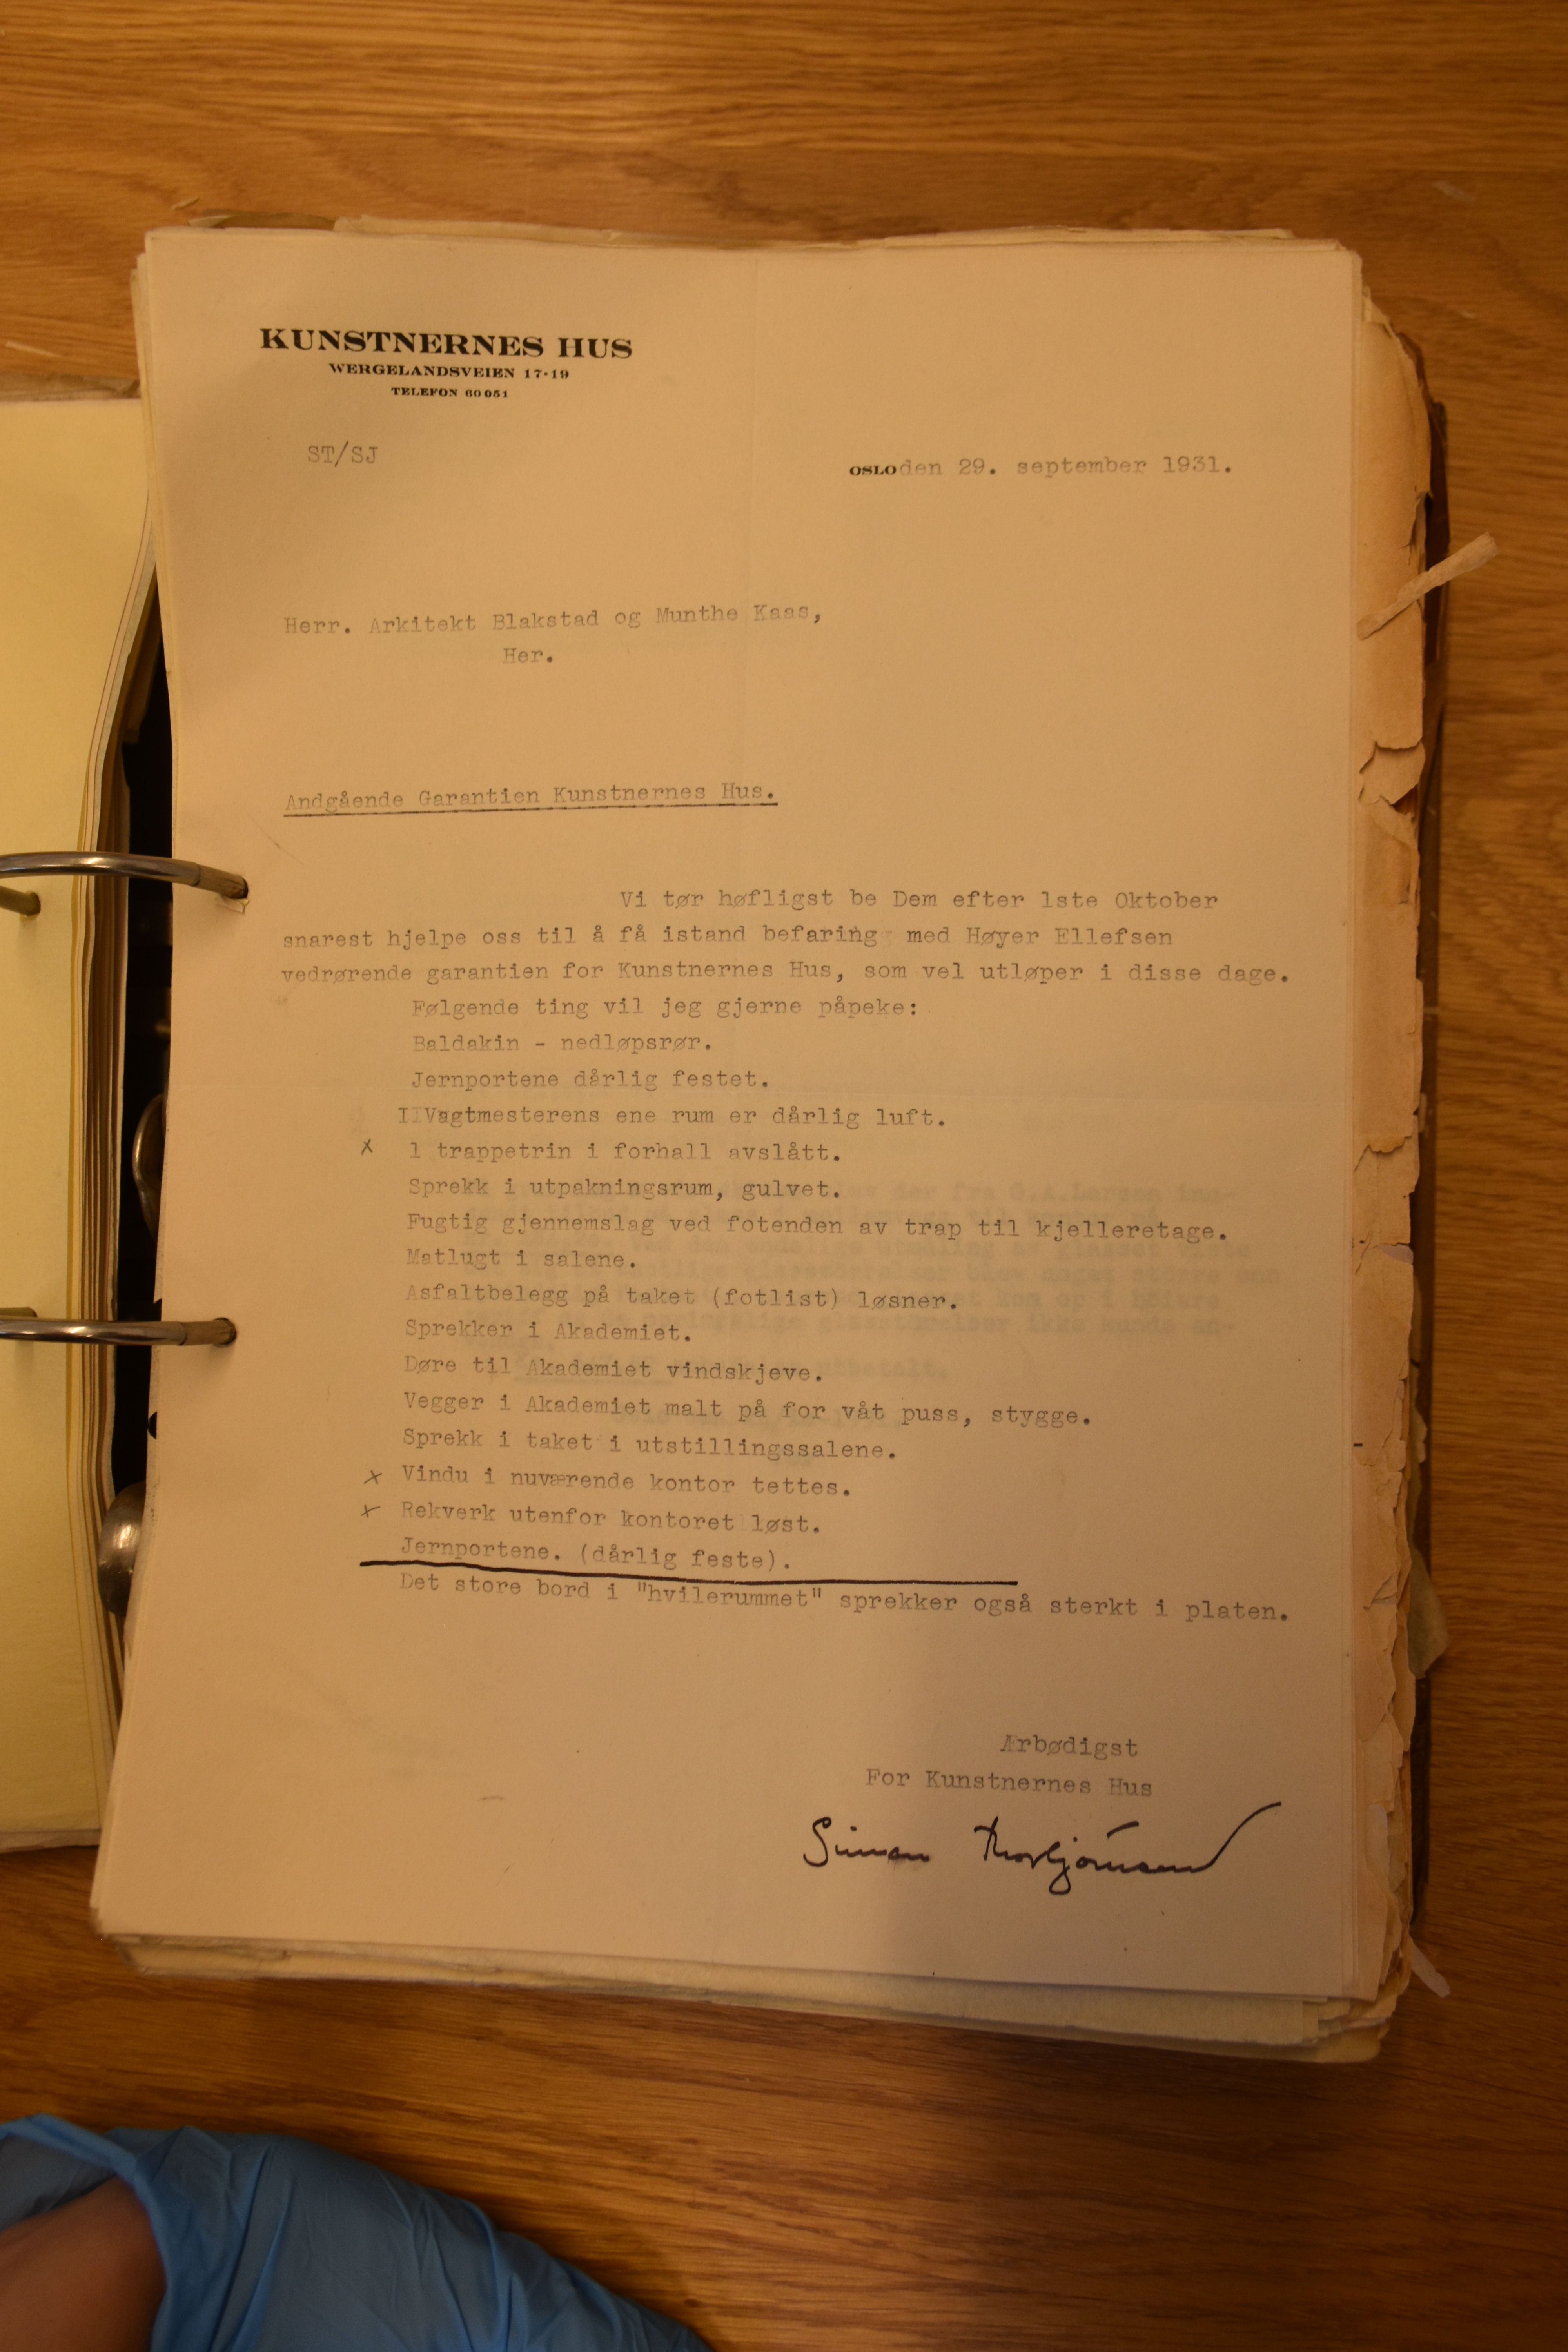 KUNSTNERNES HUS
WERGELANDSVEIEN 17-19
TELEFON 60051
ST/SJ
OSLO den 29. september 1931.
Herr. Arkitekt Blakstad og Munthe Kaas,
Her.
Andgående Garantien Kunstnernes Hus.
Vi tør høfligst be Dem efter 1ste Oktober
snarest hjelpe oss til å få istand befaring med Høyer Ellefsen
vedrørende garantien for Kunstnernes Hus, som vel utløper i disse dage.
Følgende ting vil jeg gjerne påpeke:
Baldakin - nedløpsrør.
Jernportene dårlig festet.
I Vagtmesterens ene rum er dårlig luft.
x 1 trappetrin i forhall avslått.
Sprekk i utpakningsrum, gulvet.
Fugtig gjennemslag ved fotenden av trap til kjelleretage.
Matlugt i salene.
Asfaltbelegg på taket (fotlist) løsner.
Sprekker i Akademiet.
Døre til Akademiet vindskjeve.
Vegger i Akademiet malt på for våt puss, stygge.
Sprekk i taket i utstillingssalene.
x Vindu i nuværende kontor tettes.
x Rekverk utenfor kontoret løst.
Jernportene. (dårlig feste).
Det store bord i "hvilerummet" sprekker også sterkt i platen.
Arbødigst
For Kunstnernes Hus
Simon Thorbjörnsen